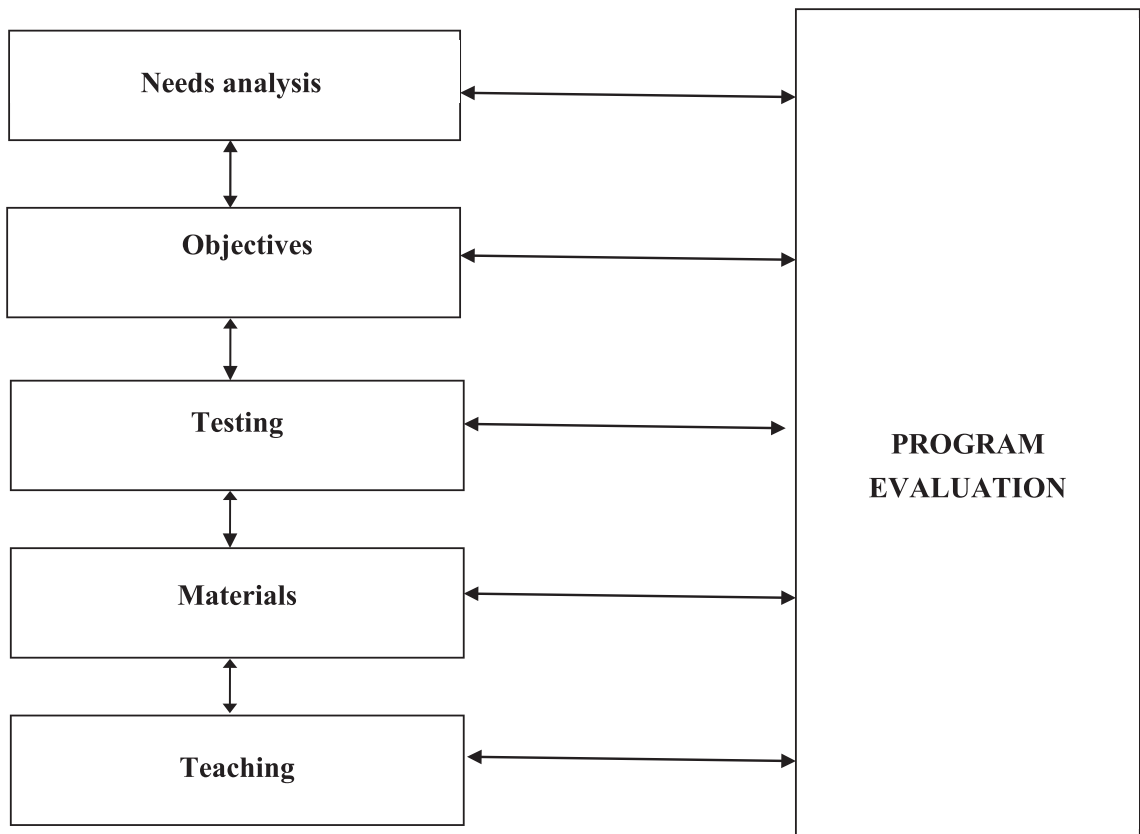 Needs analysis
Objectives
Testing
Materials
Teaching
PROGRAM
EVALUATION